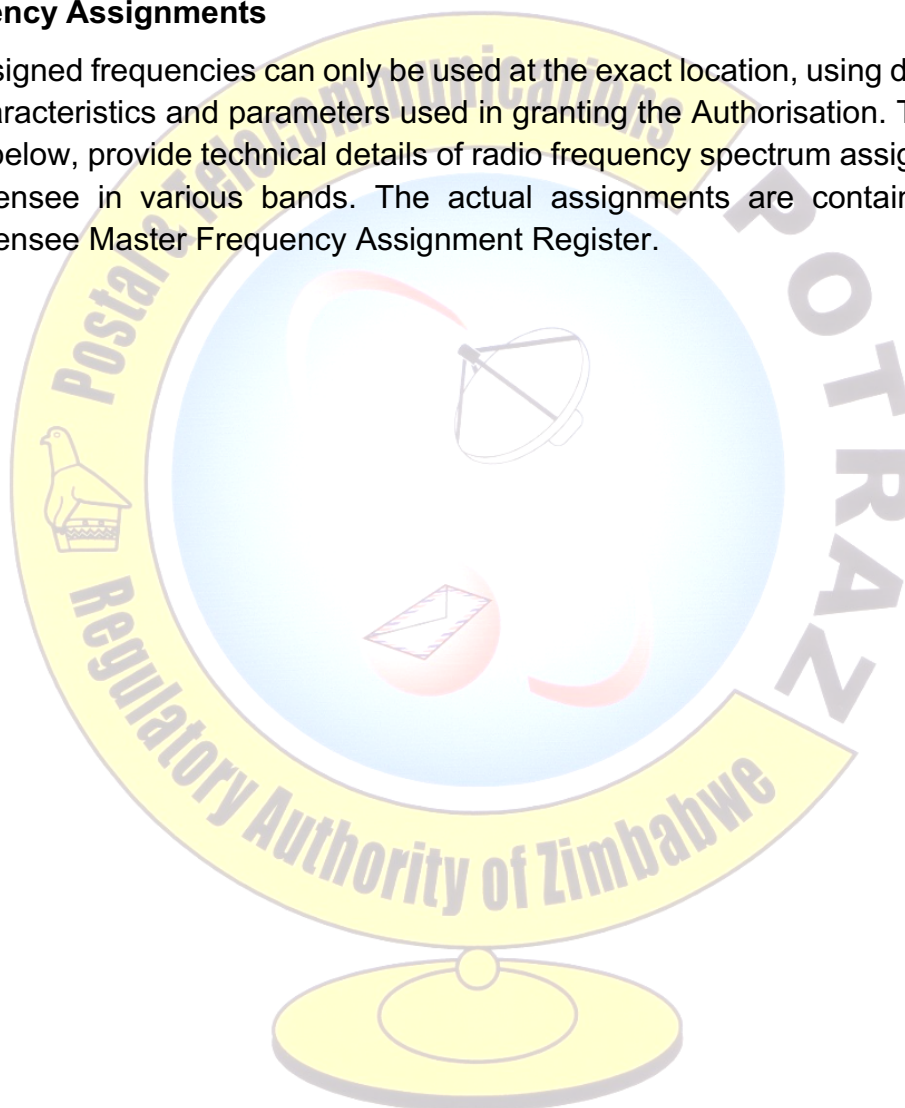 ency Assignments
signed frequencies can only be used at the exact location, using d
aracteristics and parameters used in granting the Authorisation. T
below, provide technical details of radio frequency spectrum assig
ensee in various bands. The actual assignments are contain
ensee Master Frequency Assignment Register.
Postal & Telecommunications
POTRAZ
Regulatory Authority of Zimbabwe